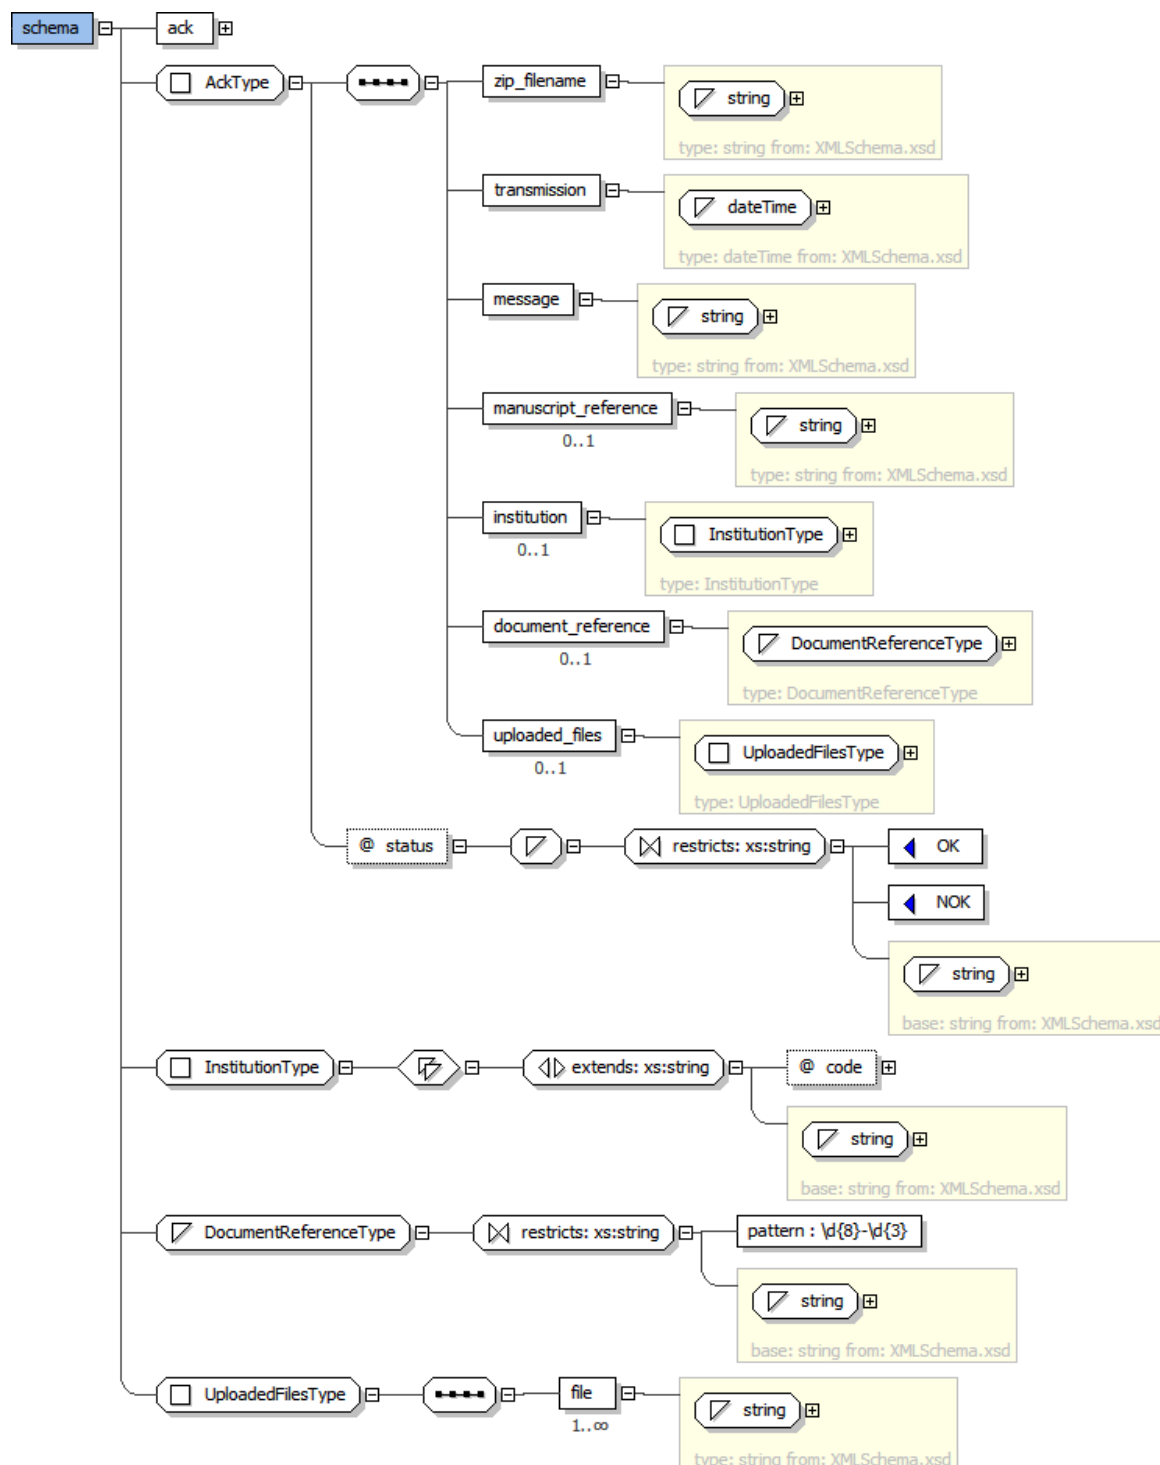 schema
ack
AckType
zip_filename
string
type: string from: XMLSchema.xsd
transmission
dateTime
type: dateTime from: XMLSchema.xsd
message
string
type: string from: XMLSchema.xsd
manuscript_reference
0..1
string
type: string from: XMLSchema.xsd
institution
0..1
InstitutionType
type: InstitutionType
document_reference
0..1
DocumentReferenceType
type: DocumentReferenceType
uploaded_files
0..1
UploadedFilesType
type: UploadedFilesType
@ status
restricts: xs:string
OK
NOK
string
base: string from: XMLSchema.xsd
InstitutionType
extends: xs:string
@ code
string
base: string from: XMLSchema.xsd
DocumentReferenceType
restricts: xs:string
pattern : \d{8}-\d{3}
string
base: string from: XMLSchema.xsd
UploadedFilesType
file
1..∞
string
type: string from: XMLSchema.xsd